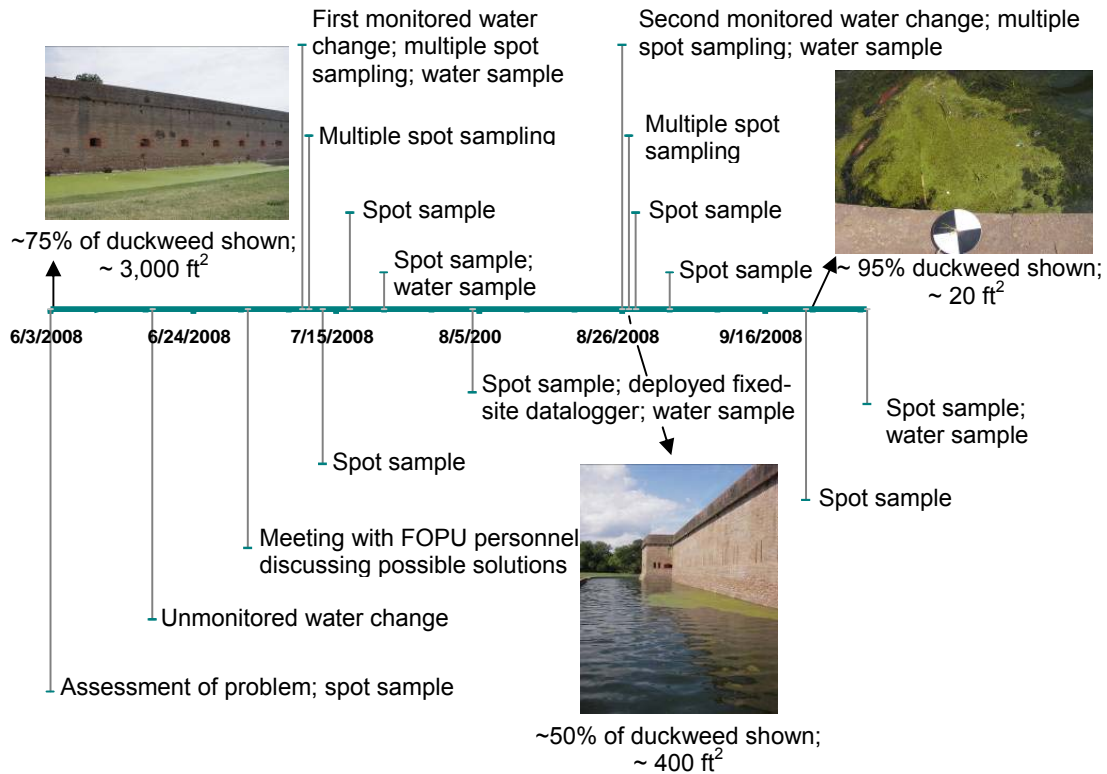 First monitored water
change; multiple spot
sampling; water sample
Second monitored water change; multiple
spot sampling; water sample
Multiple spot sampling
Multiple spot
sampling
Spot sample
Spot sample
~75% of duckweed shown;
~ 3,000 ft²
Spot sample;
water sample
Spot sample
~ 95% duckweed shown;
~ 20 ft²
6/3/2008
6/24/2008
7/15/2008
8/5/200
8/26/2008
9/16/2008
Spot sample; deployed fixed-
site datalogger; water sample
Spot sample;
water sample
Spot sample
Spot sample
Meeting with FOPU personnel
discussing possible solutions
Unmonitored water change
Assessment of problem; spot sample
~50% of duckweed shown;
~ 400 ft²